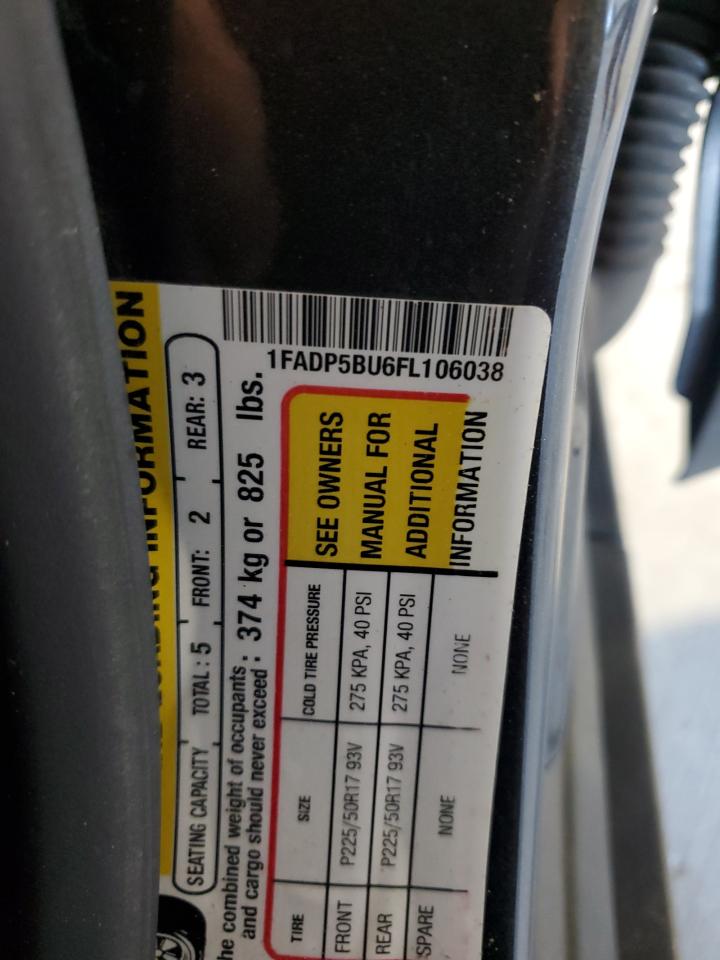 LOADING INFORMATION
SEATING CAPACITY TOTAL : 5 FRONT: 2 REAR: 3
he combined weight of occupants
and cargo should never exceed : 374 kg or 825 lbs.
1FADP5BU6FL106038
TIRE SIZE COLD TIRE PRESSURE
FRONT P225/50R17 93V 275 KPA, 40 PSI
REAR P225/50R17 93V 275 KPA, 40 PSI
SPARE NONE NONE
SEE OWNERS
MANUAL FOR
ADDITIONAL
INFORMATION